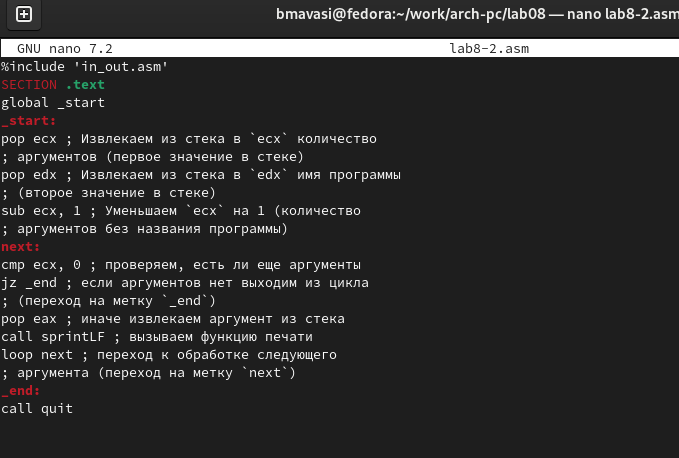 bmavasi@fedora:~/work/arch-pc/lab08 — nano lab8-2.asm
GNU nano 7.2 lab8-2.asm
%include 'in_out.asm'
SECTION .text
global _start
_start:
pop ecx ; Извлекаем из стека в `ecx` количество
; аргументов (первое значение в стеке)
pop edx ; Извлекаем из стека в `edx` имя программы
; (второе значение в стеке)
sub ecx, 1 ; Уменьшаем `ecx` на 1 (количество
; аргументов без названия программы)
next:
cmp ecx, 0 ; проверяем, есть ли еще аргументы
jz _end ; если аргументов нет выходим из цикла
; (переход на метку `_end`)
pop eax ; иначе извлекаем аргумент из стека
call sprintLF ; вызываем функцию печати
loop next ; переход к обработке следующего
; аргумента (переход на метку `next`)
_end:
call quit